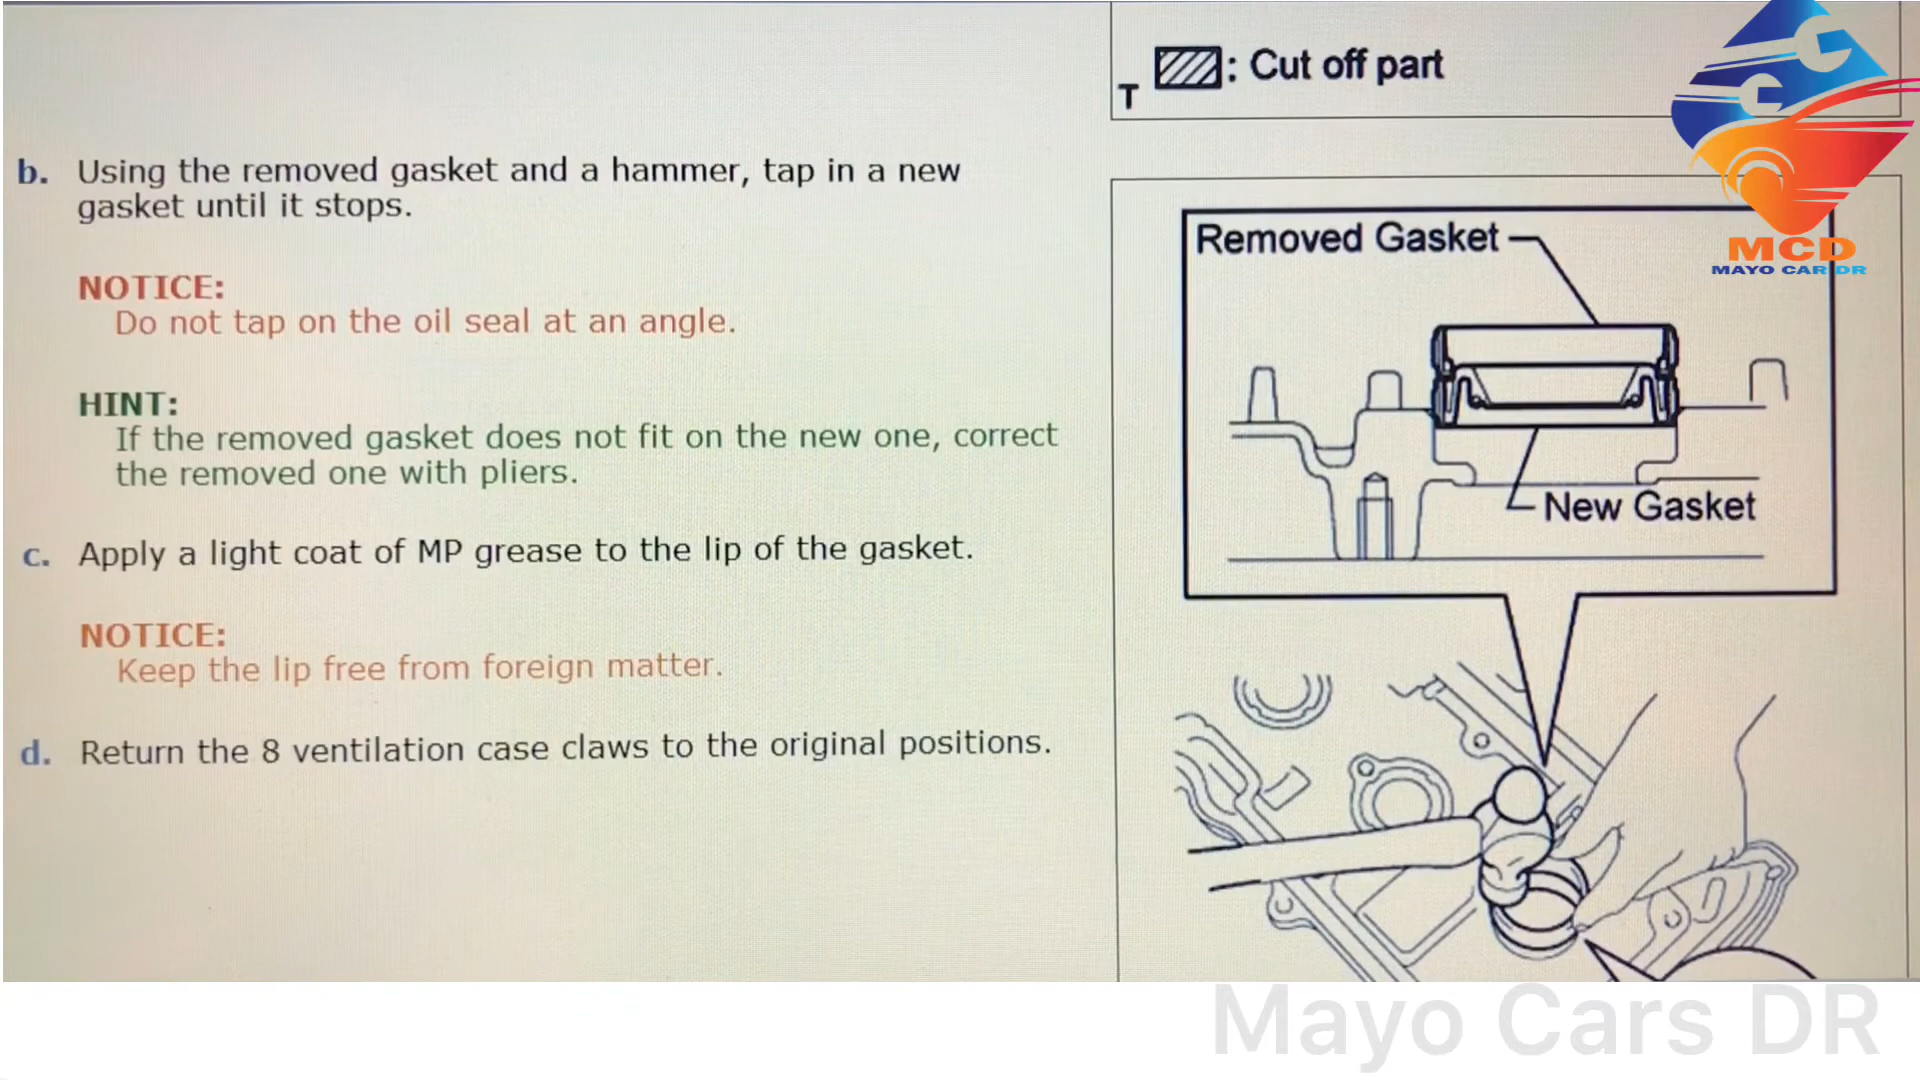 T
: Cut off part
b. Using the removed gasket and a hammer, tap in a new
gasket until it stops.
NOTICE:
Do not tap on the oil seal at an angle.
HINT:
If the removed gasket does not fit on the new one, correct
the removed one with pliers.
c. Apply a light coat of MP grease to the lip of the gasket.
NOTICE:
Keep the lip free from foreign matter.
d. Return the 8 ventilation case claws to the original positions.
Removed Gasket
New Gasket
MCD
MAYO CAR DR
Mayo Cars DR